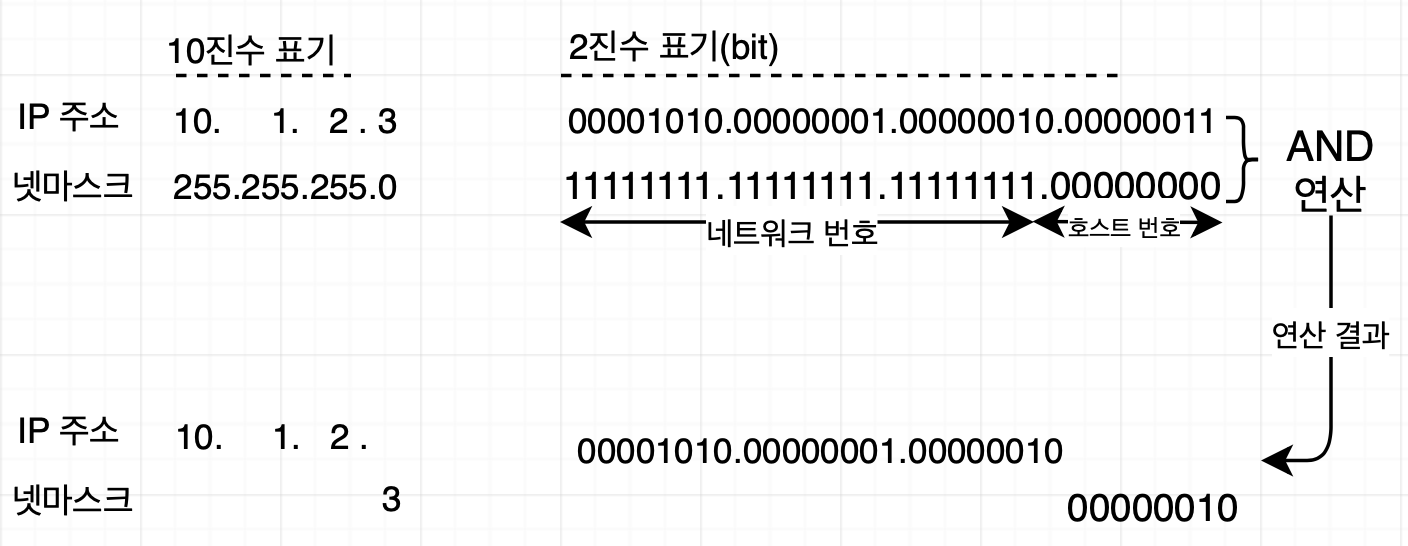 10진수 표기 2진수 표기(bit)
IP 주소 10. 1. 2 . 3 00001010.00000001.00000010.00000011
넷마스크 255.255.255.0 11111111.11111111.11111111.00000000
AND
연산
네트워크 번호 호스트 번호
연산 결과
IP 주소 10. 1. 2 . 00001010.00000001.00000010
넷마스크 3 00000010